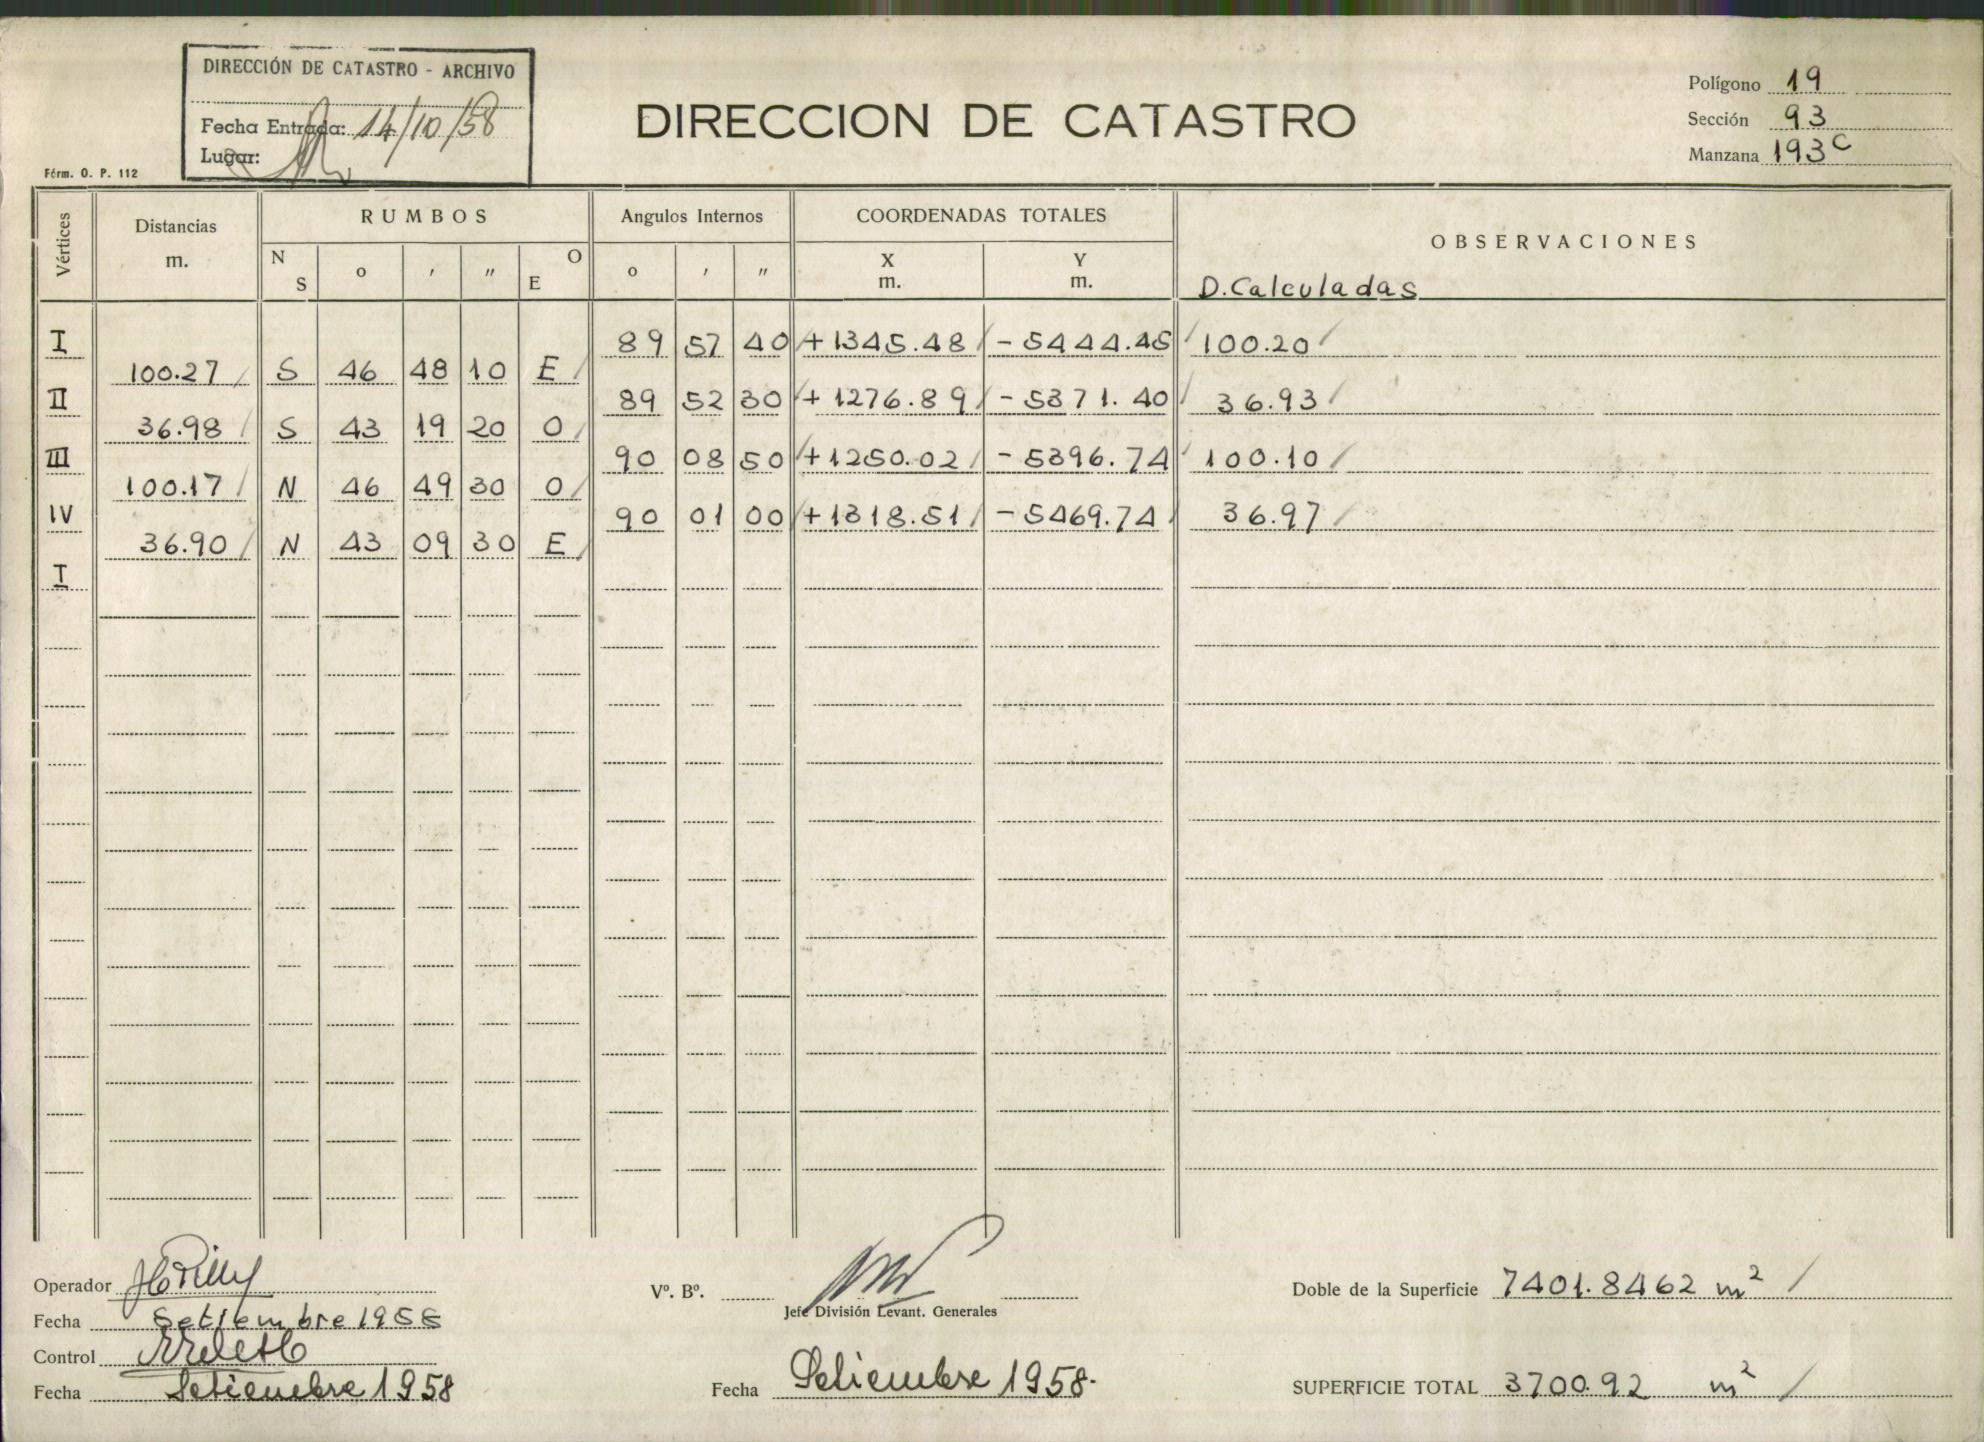 DIRECCIÓN DE CATASTRO - ARCHIVO
Fecha Entrada: 14/10/58
Lugar:
Fórm. O. P. 112
DIRECCION DE CATASTRO
Polígono 19
Sección 93
Manzana 193 C
Vértices Distancias m. RUMBOS Angulos Internos COORDENADAS TOTALES OBSERVACIONES
N S o ' " O E o ' " X m. Y m. D. Calculadas
I 89 57 40 +1345.48 -5444.45 100.20
100.27 S 46 48 10 E
II 89 52 30 +1276.89 -5371.40 36.93
36.98 S 43 19 20 O
III 90 08 50 +1250.02 -5396.74 100.10
100.17 N 46 49 30 O
IV 90 01 00 +1318.51 -5469.74 36.97
36.90 N 43 09 30 E
I
Operador
Fecha Setiembre 1958
Control
Fecha Setiembre 1958
Vº. Bº.
Jefe División Levant. Generales
Fecha Setiembre 1958.
Doble de la Superficie 7401.8462 m²
SUPERFICIE TOTAL 3700.92 m²